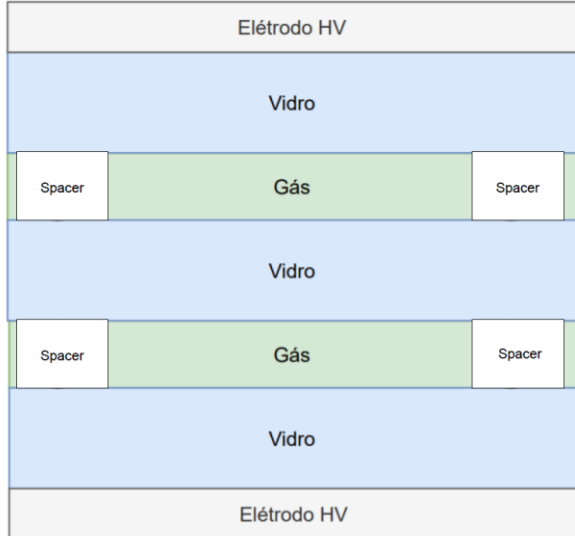 Elétrodo HV
Vidro
Spacer
Gás
Spacer
Vidro
Spacer
Gás
Spacer
Vidro
Elétrodo HV